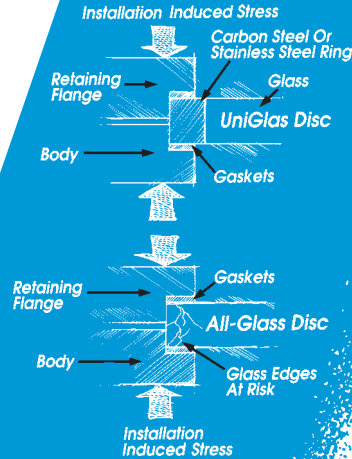 Installation Induced Stress
Carbon Steel Or
Stainless Steel Ring
Retaining
Flange
Glass
UniGlas Disc
Body
Gaskets
Retaining
Flange
Gaskets
All-Glass Disc
Body
Glass Edges
At Risk
Installation
Induced Stress